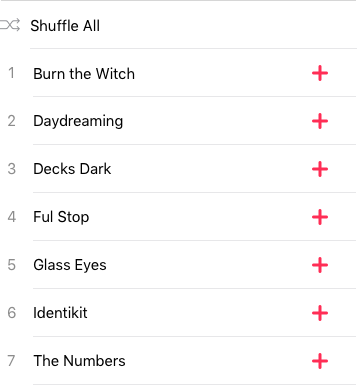 Shuffle All
1 Burn the Witch
2 Daydreaming
3 Decks Dark
4 Ful Stop
5 Glass Eyes
6 Identikit
7 The Numbers